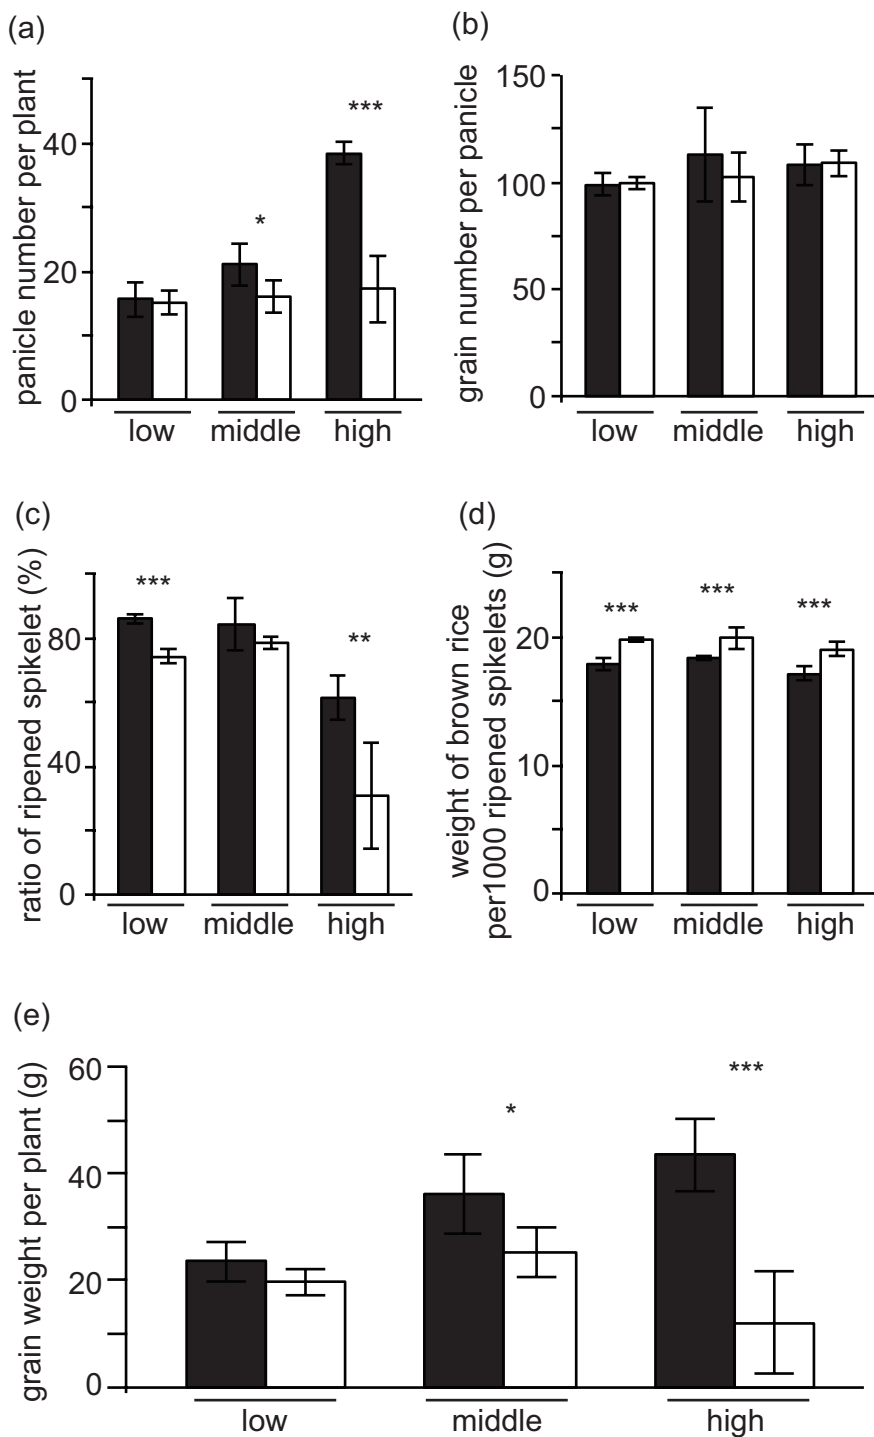 (a)
panicle number per plant
40
20
0
*
***
low middle high
(b)
grain number per panicle
150
100
50
0
low middle high
(c)
ratio of ripened spikelet (%)
80
40
0
***
**
low middle high
(d)
weight of brown rice
per1000 ripened spikelets (g)
20
10
0
***
***
***
low middle high
(e)
grain weight per plant (g)
60
40
20
0
*
***
low middle high